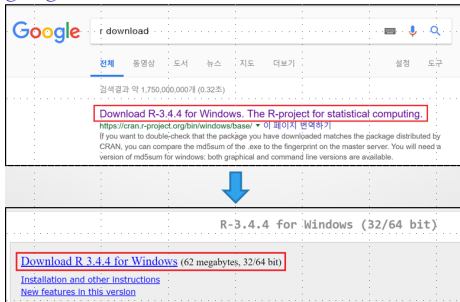 Google r download
전체 동영상 도서 뉴스 지도 더보기 설정 도구
검색결과 약 1,750,000,000개 (0.32초)
Download R-3.4.4 for Windows. The R-project for statistical computing.
https://cran.r-project.org/bin/windows/base/ ▼ 이 페이지 번역하기
If you want to double-check that the package you have downloaded matches the package distributed by
CRAN, you can compare the md5sum of the .exe to the fingerprint on the master server. You will need a
version of md5sum for windows: both graphical and command line versions are available.
R-3.4.4 for Windows (32/64 bit)
Download R 3.4.4 for Windows (62 megabytes, 32/64 bit)
Installation and other instructions
New features in this version